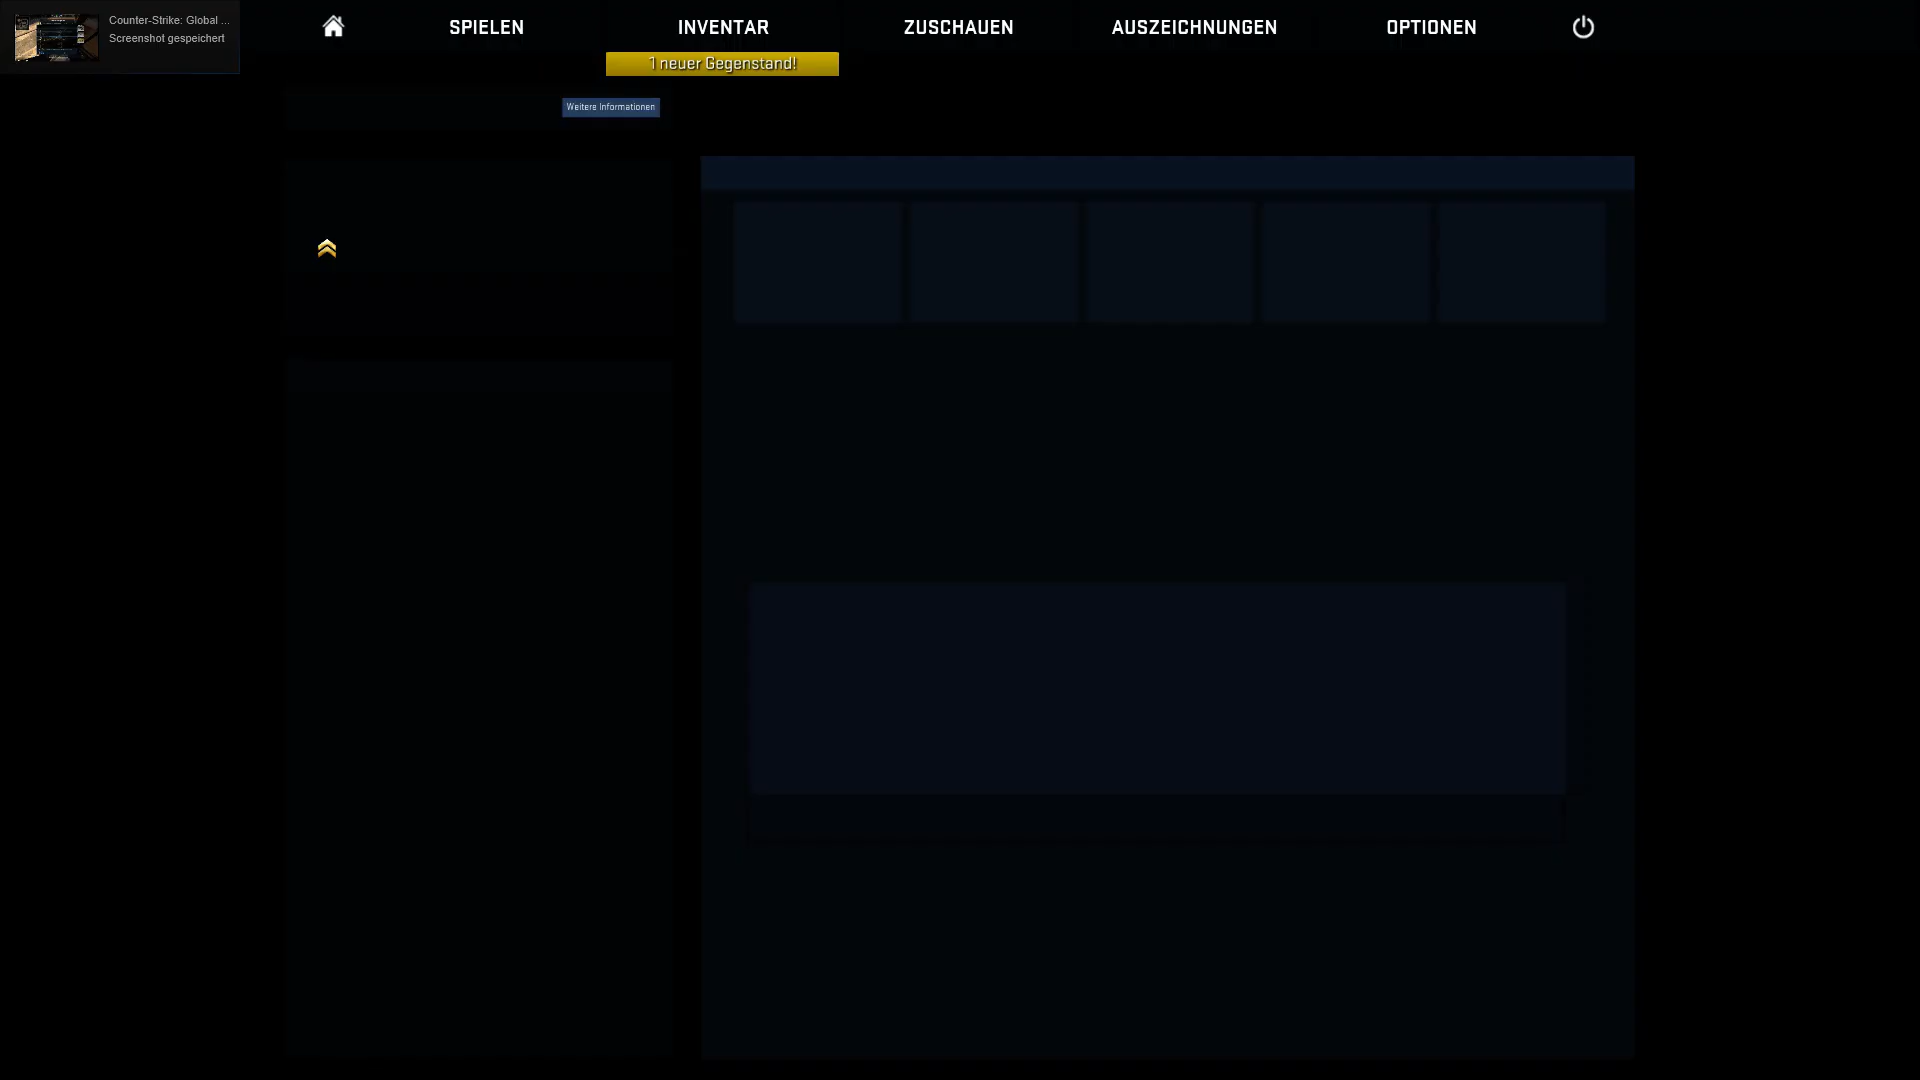 Counter-Strike: Global ...
Screenshot gespeichert
SPIELEN
INVENTAR
ZUSCHAUEN
AUSZEICHNUNGEN
OPTIONEN
1 neuer Gegenstand!
Weitere Informationen